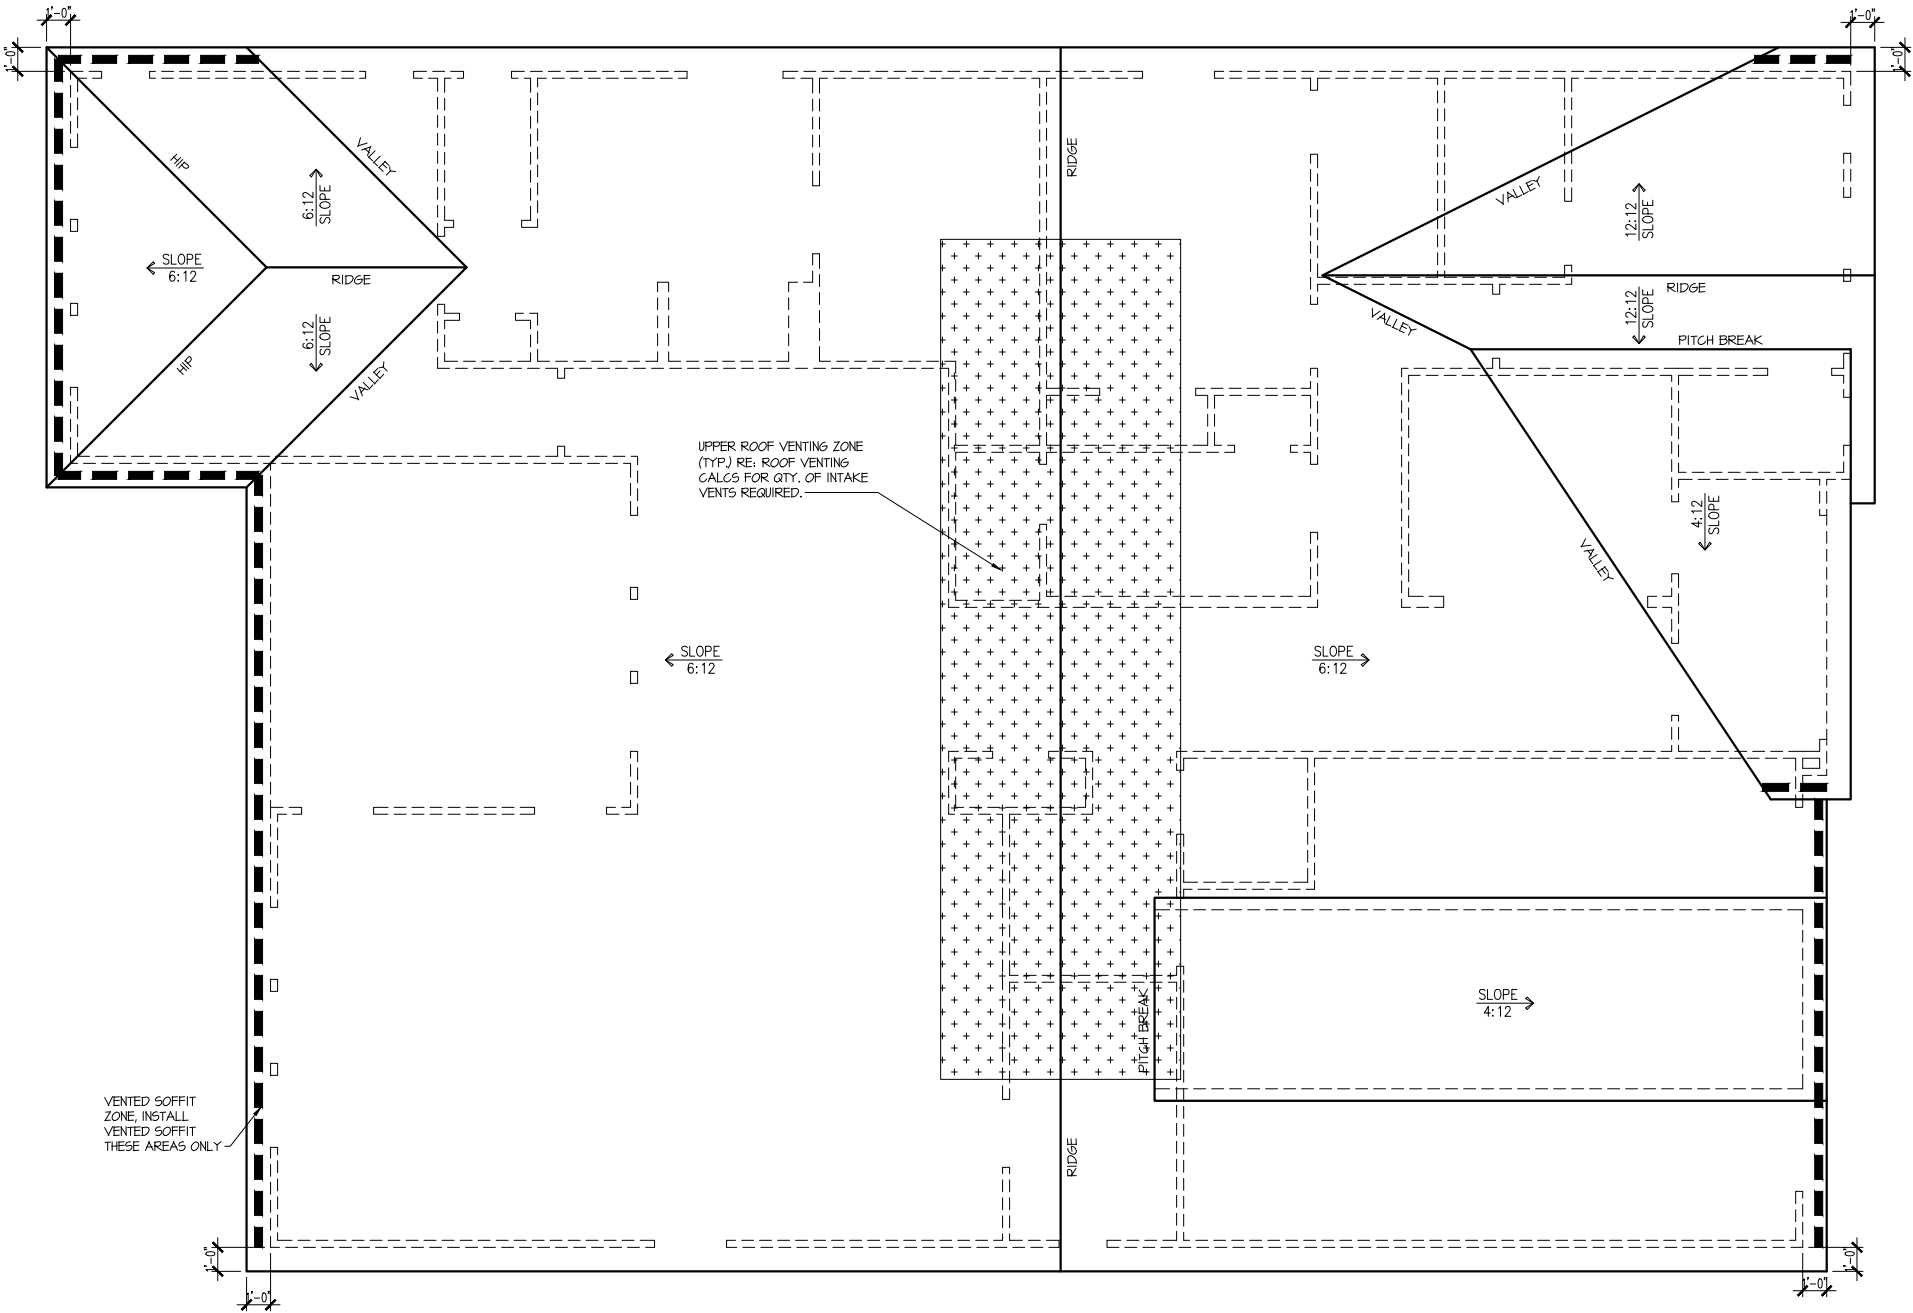 1'-0"
1'-0"
1'-0"
1'-0"
HIP
VALLEY
RIDGE
6:12
SLOPE
VALLEY
12:12
SLOPE
SLOPE
6:12
RIDGE
RIDGE
6:12
SLOPE
12:12
SLOPE
VALLEY
PITCH BREAK
HIP
VALLEY
UPPER ROOF VENTING ZONE
(TYP.) RE: ROOF VENTING
CALCS FOR QTY. OF INTAKE
VENTS REQUIRED.
4:12
SLOPE
VALLEY
SLOPE
6:12
SLOPE
6:12
SLOPE
4:12
PITCH BREAK
VENTED SOFFIT
ZONE, INSTALL
VENTED SOFFIT
THESE AREAS ONLY
RIDGE
1'-0"
1'-0"
1'-0"
1'-0"